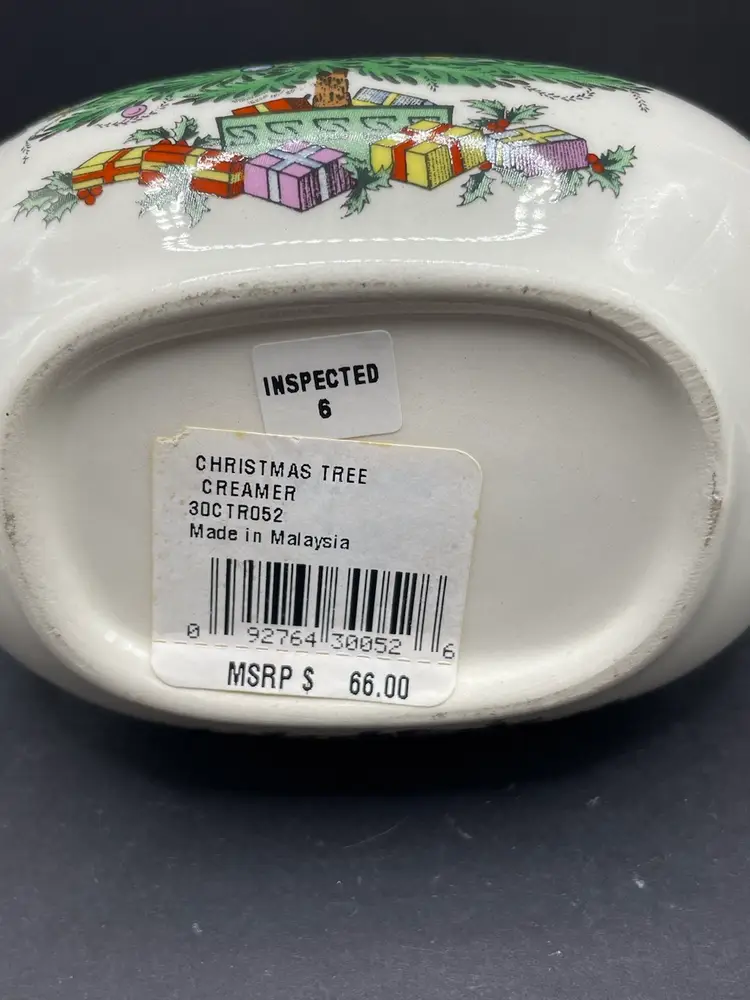 INSPECTED
6
CHRISTMAS TREE
CREAMER
30CTR052
Made in Malaysia
0 92764 30052 6
MSRP $ 66.00